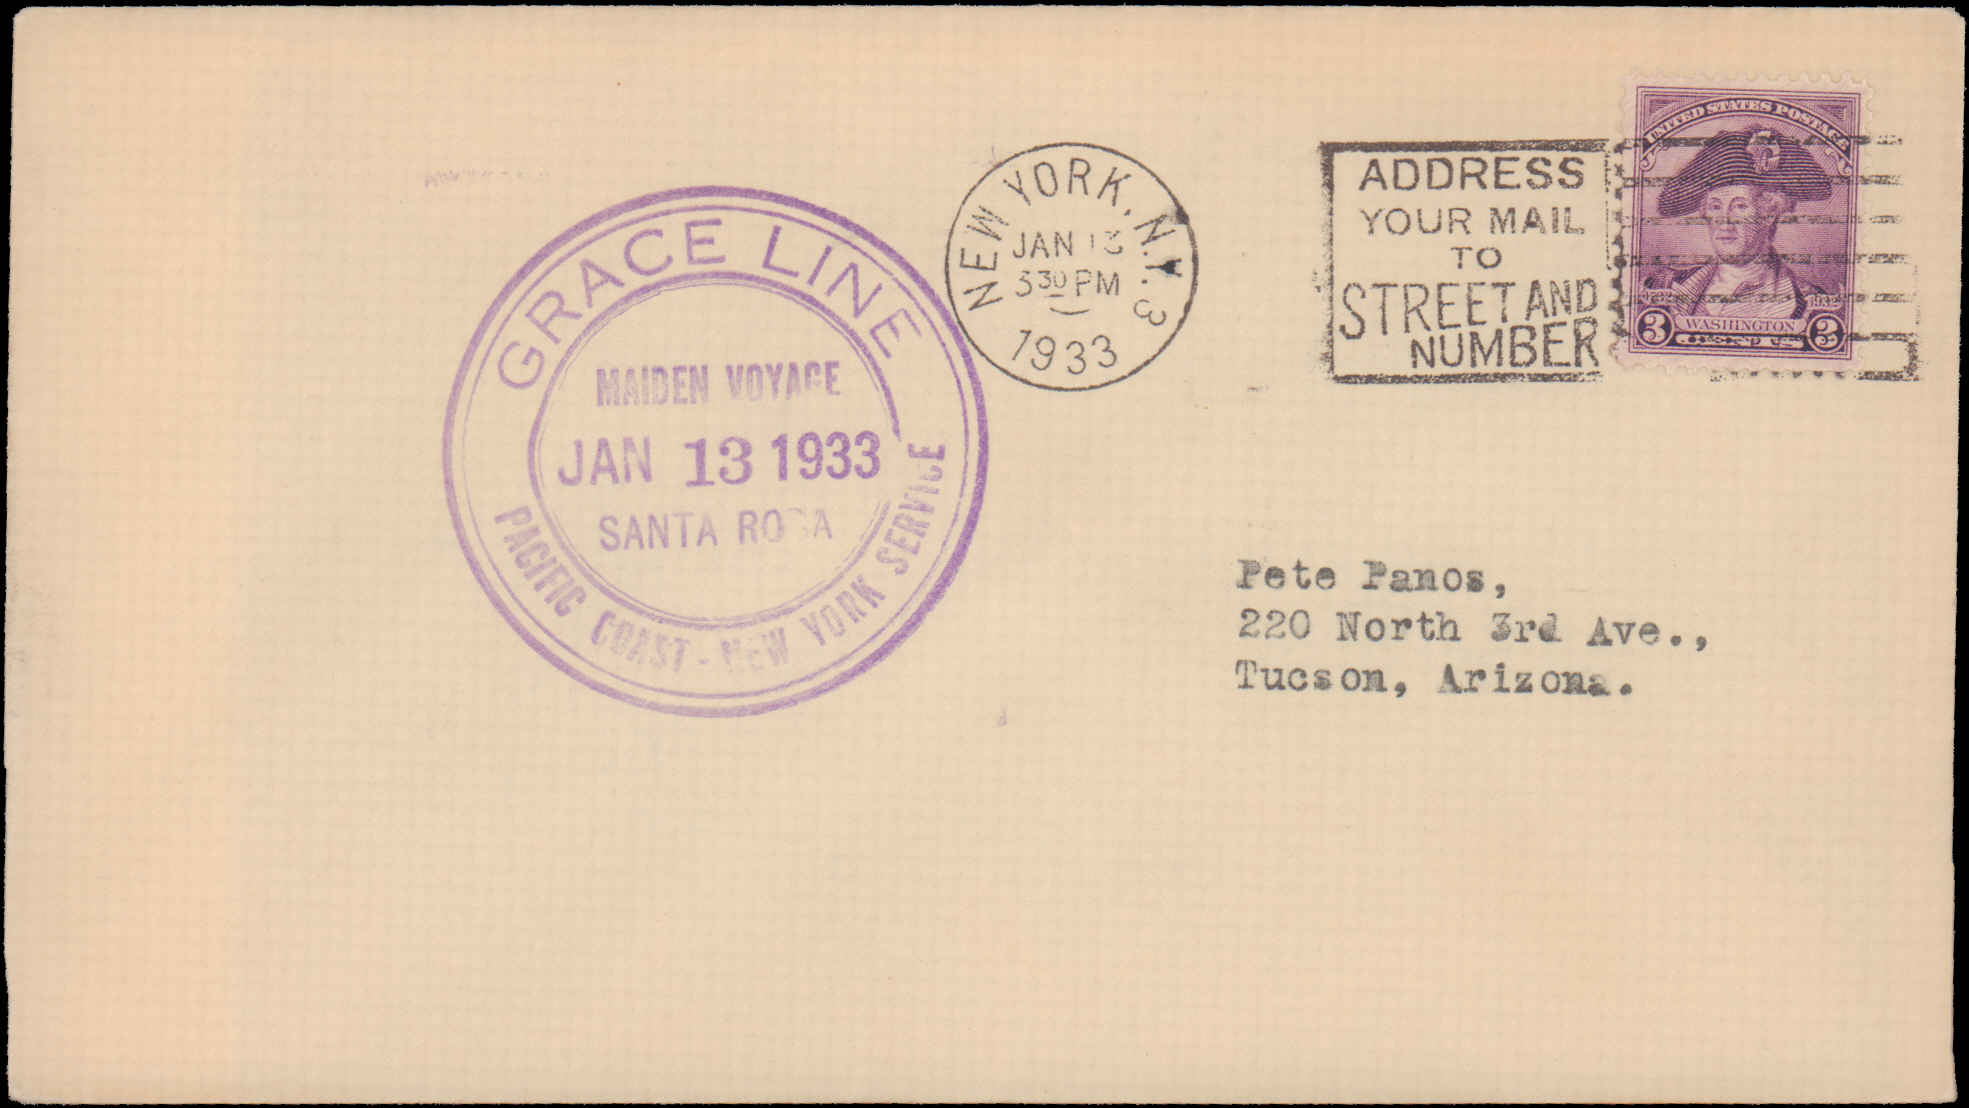 GRACE LINE
MAIDEN VOYAGE
JAN 13 1933
SANTA ROSA
PACIFIC COAST - NEW YORK SERVICE
NEW YORK, N.Y. 3
JAN 13
330 PM
1933
ADDRESS
YOUR MAIL
TO
STREET AND
NUMBER
UNITED STATES POSTAGE
1932
3 WASHINGTON 3
Pete Panos,
220 North 3rd Ave.,
Tucson, Arizona.